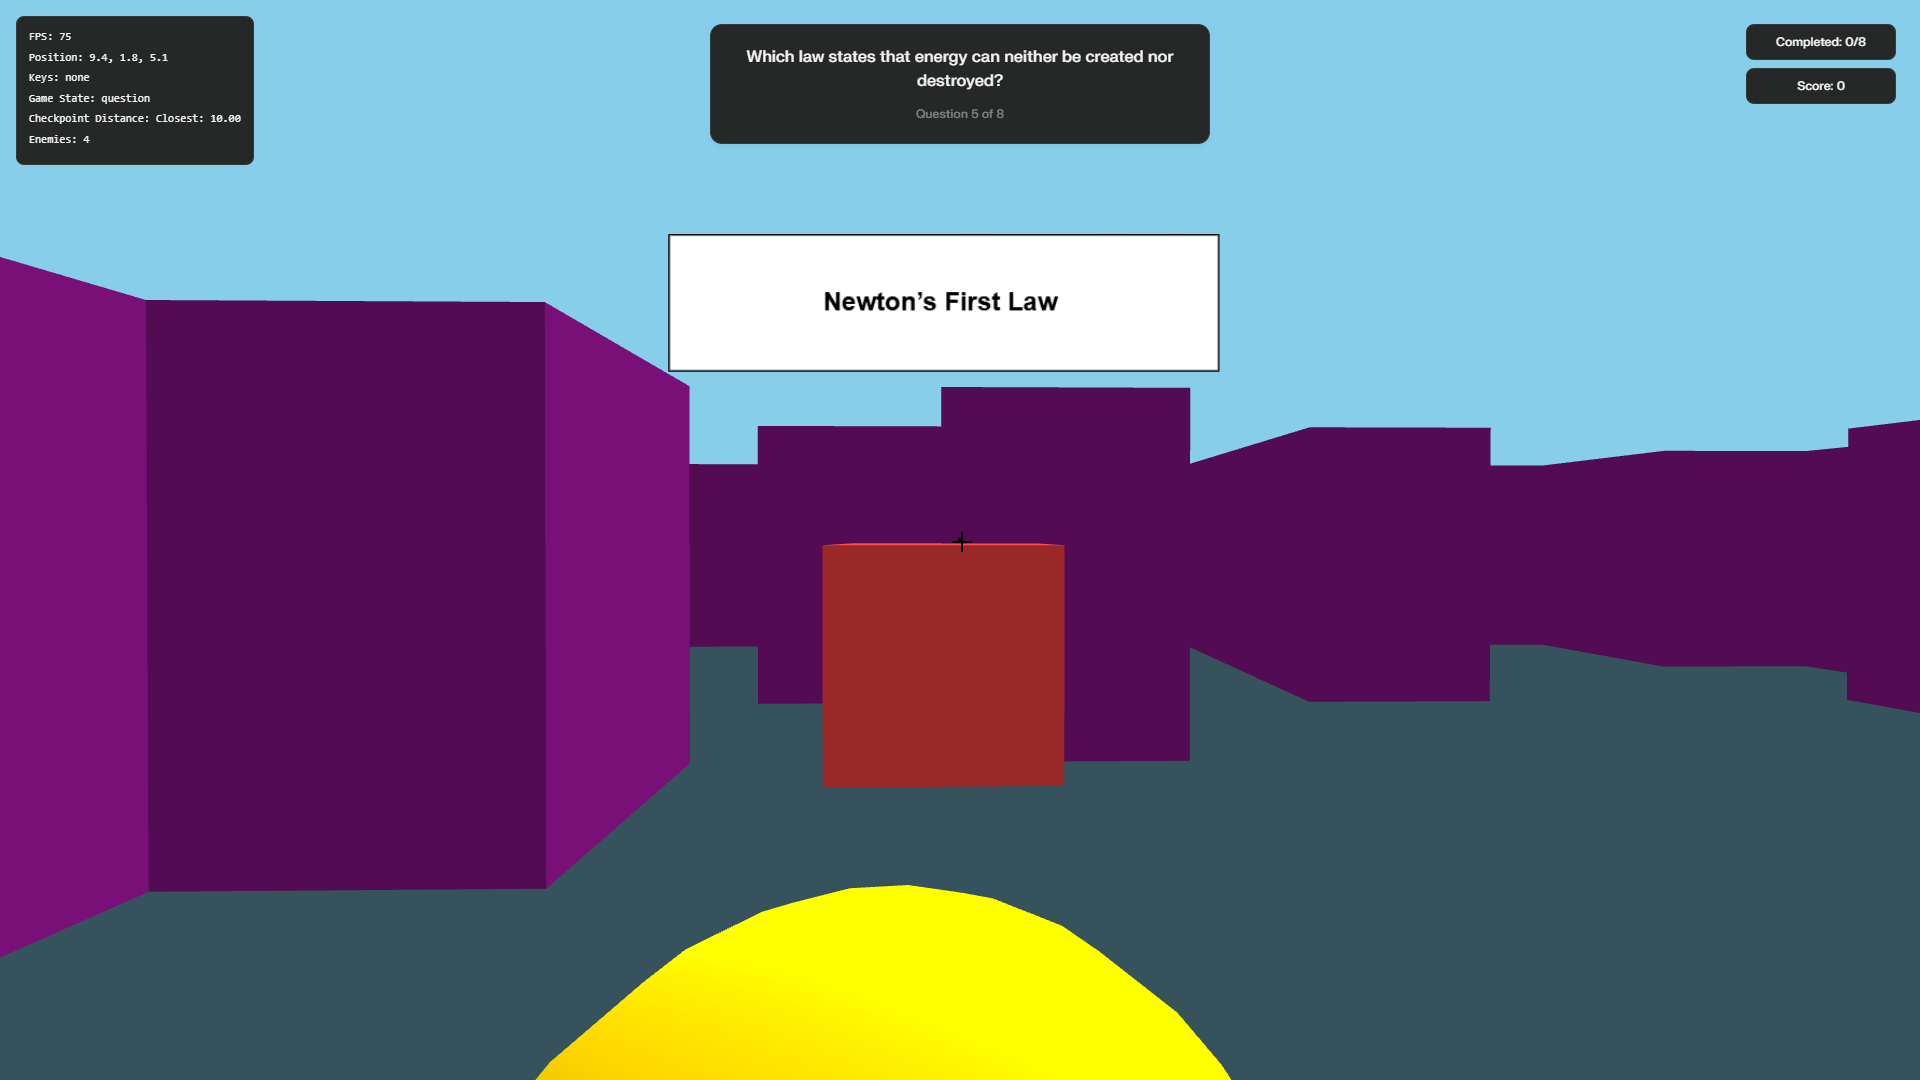 FPS: 75
Position: 9.4, 1.8, 5.1
Keys: none
Game State: question
Checkpoint Distance: Closest: 10.00
Enemies: 4
Which law states that energy can neither be created nor
destroyed?
Question 5 of 8
Completed: 0/8
Score: 0
Newton’s First Law